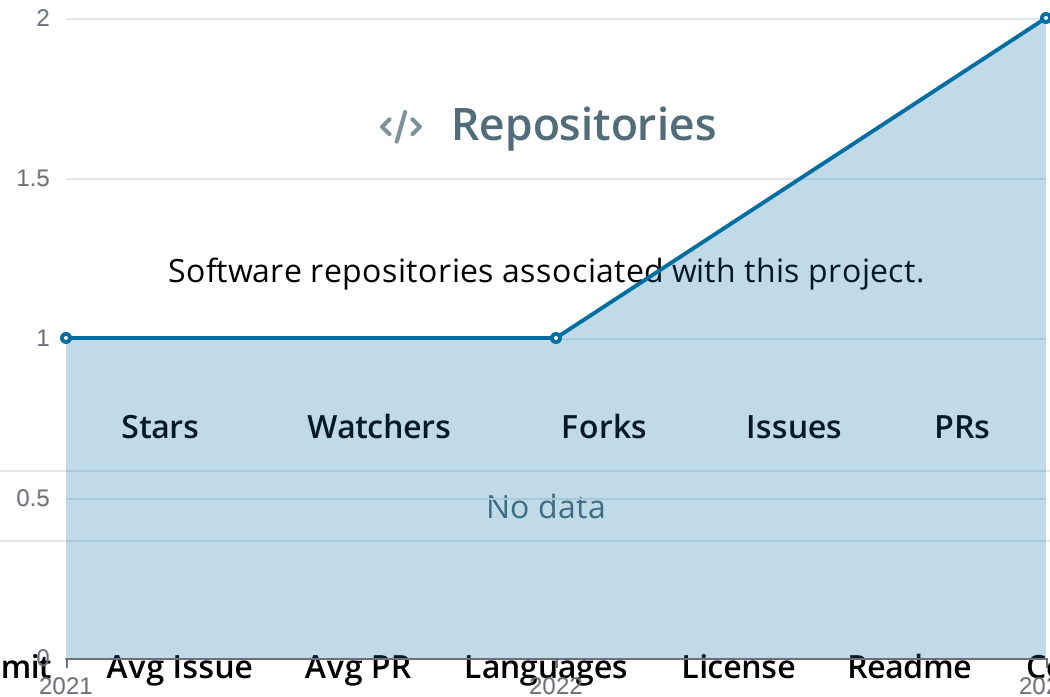 2
</> Repositories
1.5
Software repositories associated with this project.
1
Stars Watchers Forks Issues PRs
0.5
No data
0
Avg Issue Avg PR Languages License Readme
2021 2022